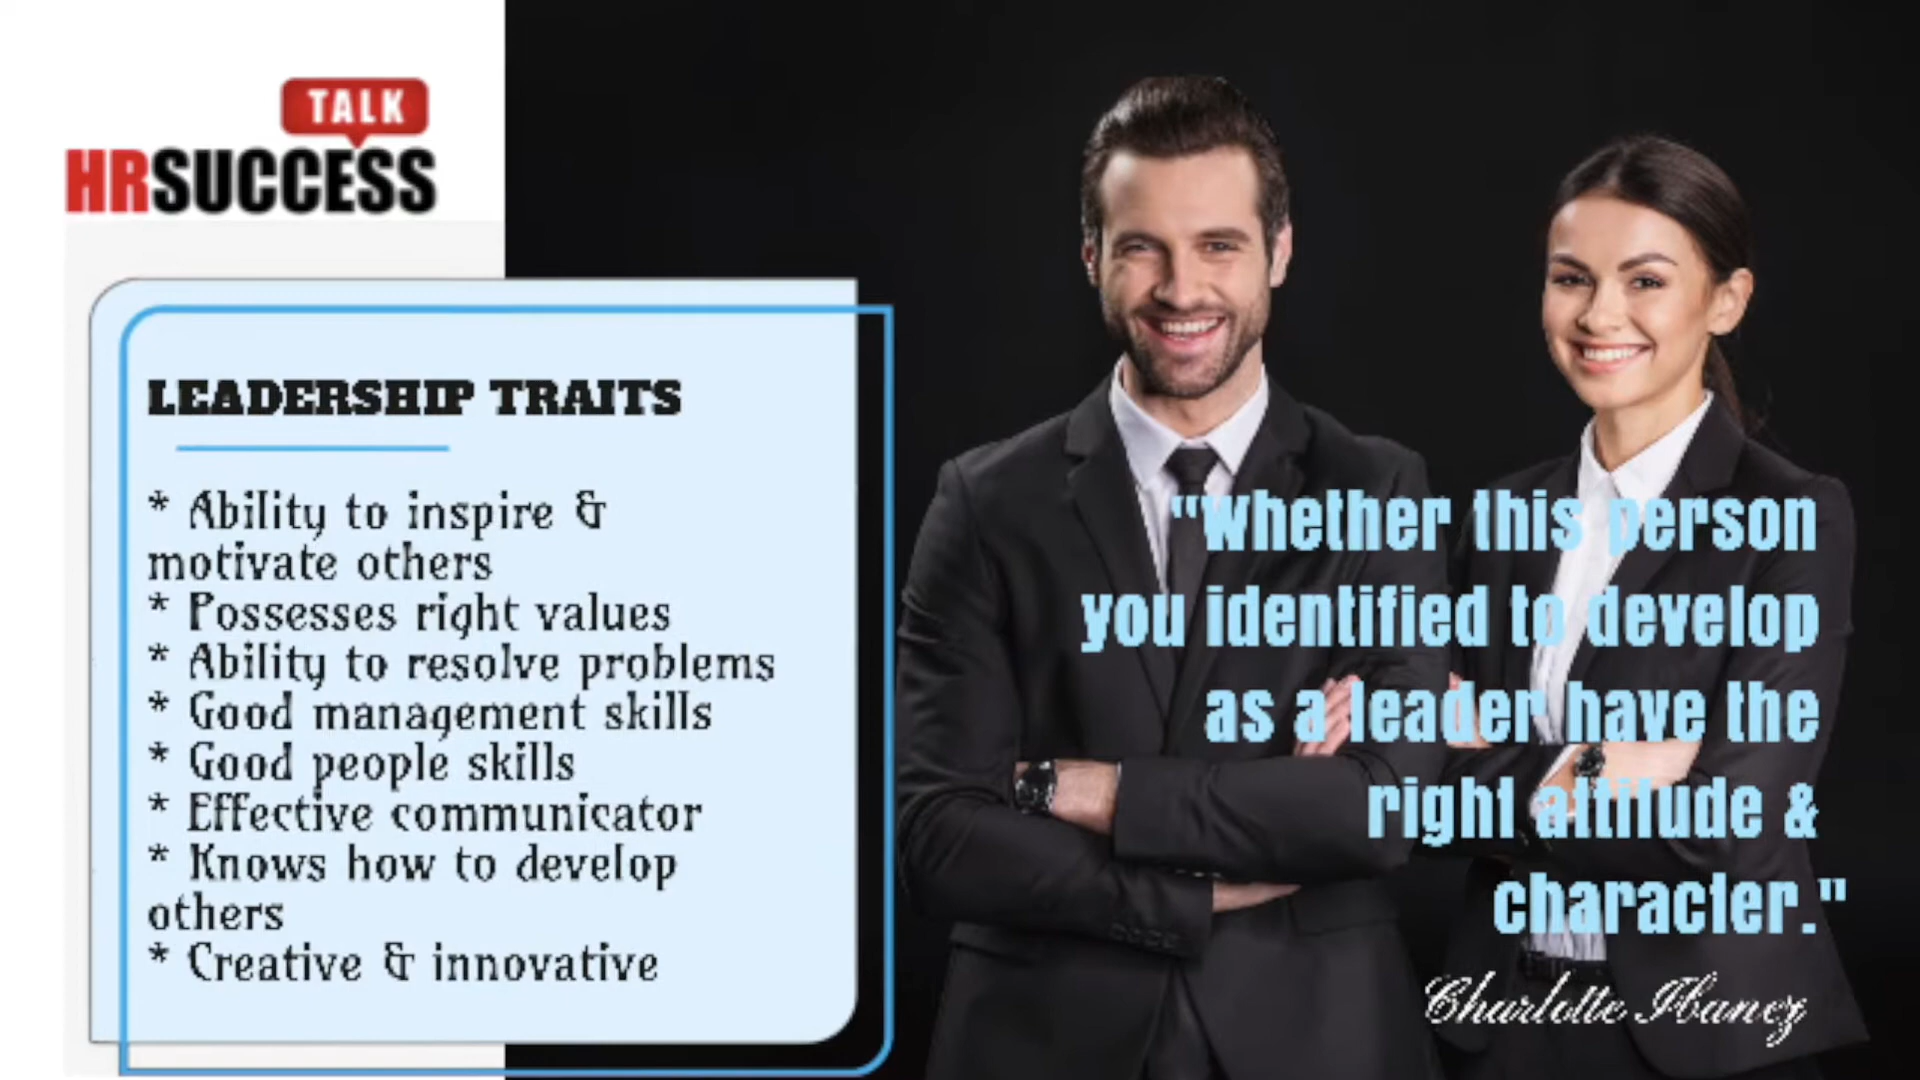 TALK
HRSUCCESS
LEADERSHIP TRAITS
* Ability to inspire &
motivate others
* Possesses right values
* Ability to resolve problems
* Good management skills
* Good people skills
* Effective communicator
* Knows how to develop
others
* Creative & innovative
"Whether this person
you identified to develop
as a leader have the
right attitude &
character."
Charlotte Ibanez